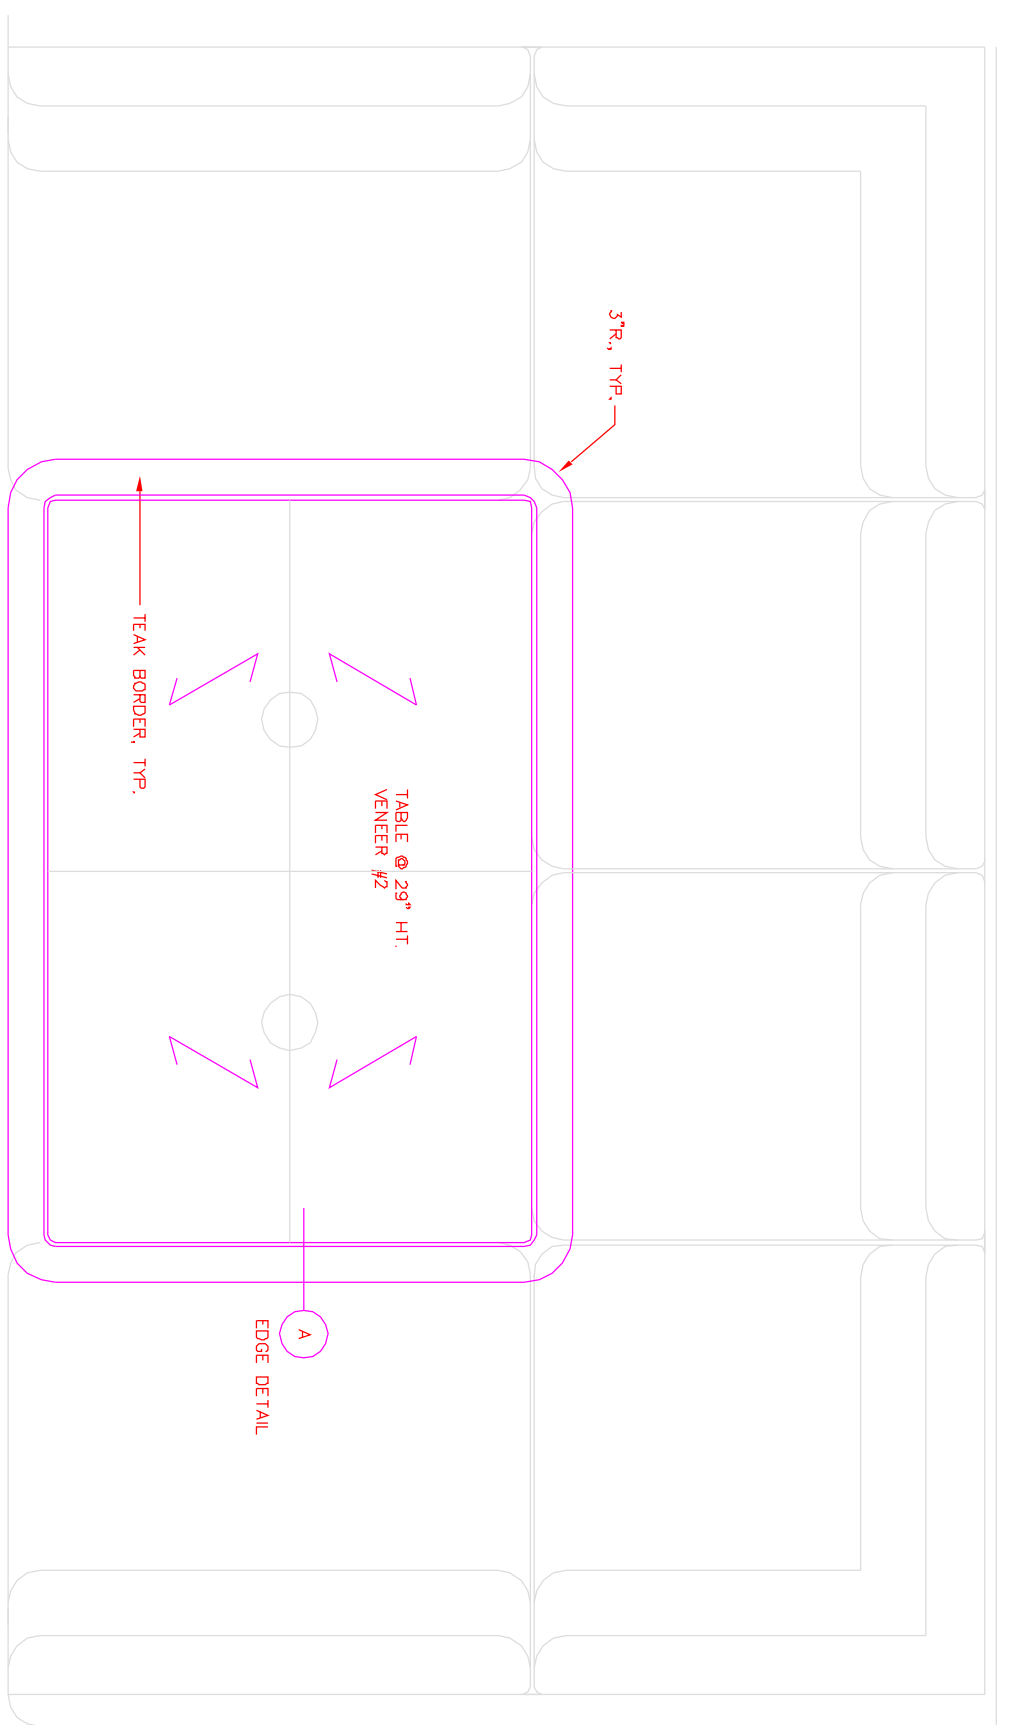 3"R., TYP.
TEAK BORDER, TYP.
TABLE @ 29" HT.
VENEER #2
A
EDGE DETAIL